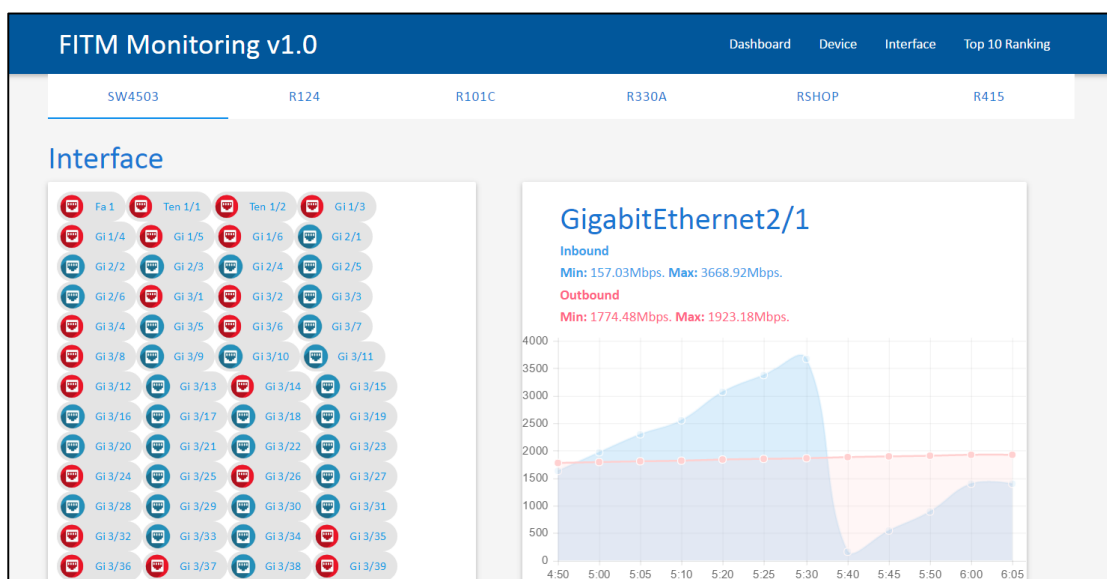 FITM Monitoring v1.0
Dashboard Device Interface Top 10 Ranking
SW4503 R124 R101C R330A RSHOP R415
Interface
Fa 1 Ten 1/1 Ten 1/2 Gi 1/3
Gi 1/4 Gi 1/5 Gi 1/6 Gi 2/1
Gi 2/2 Gi 2/3 Gi 2/4 Gi 2/5
Gi 2/6 Gi 3/1 Gi 3/2 Gi 3/3
Gi 3/4 Gi 3/5 Gi 3/6 Gi 3/7
Gi 3/8 Gi 3/9 Gi 3/10 Gi 3/11
Gi 3/12 Gi 3/13 Gi 3/14 Gi 3/15
Gi 3/16 Gi 3/17 Gi 3/18 Gi 3/19
Gi 3/20 Gi 3/21 Gi 3/22 Gi 3/23
Gi 3/24 Gi 3/25 Gi 3/26 Gi 3/27
Gi 3/28 Gi 3/29 Gi 3/30 Gi 3/31
Gi 3/32 Gi 3/33 Gi 3/34 Gi 3/35
Gi 3/36 Gi 3/37 Gi 3/38 Gi 3/39
GigabitEthernet2/1
Inbound
Min: 157.03Mbps. Max: 3668.92Mbps.
Outbound
Min: 1774.48Mbps. Max: 1923.18Mbps.
4000
3500
3000
2500
2000
1500
1000
500
0
4:50 5:00 5:05 5:10 5:20 5:25 5:30 5:40 5:45 5:50 6:00 6:05